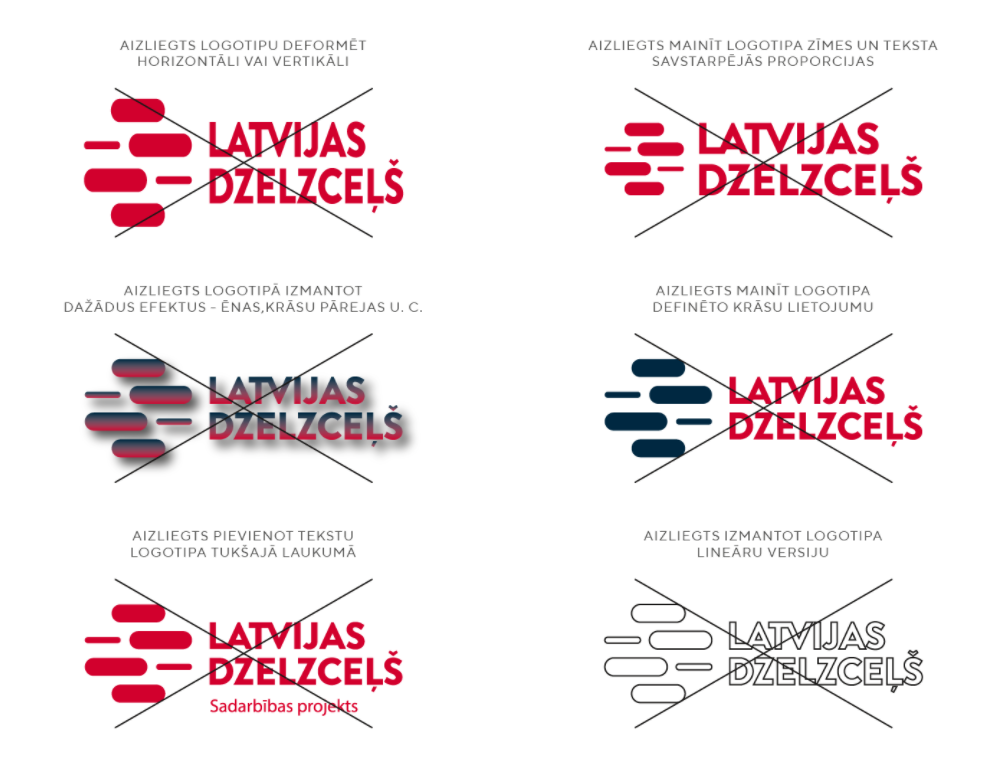 AIZLIEGTS LOGOTIPU DEFORMĒT
HORIZONTĀLI VAI VERTIKĀLI
LATVIJAS
DZELZCEĻŠ
AIZLIEGTS MAINĪT LOGOTIPA ZĪMES UN TEKSTA
SAVSTARPĒJĀS PROPORCIJAS
LATVIJAS
DZELZCEĻŠ
AIZLIEGTS LOGOTIPĀ IZMANTOT
DAŽĀDUS EFEKTUS - ĒNAS,KRĀSU PĀREJAS U. C.
LATVIJAS
DZELZCEĻŠ
AIZLIEGTS MAINĪT LOGOTIPA
DEFINĒTO KRĀSU LIETOJUMU
LATVIJAS
DZELZCEĻŠ
AIZLIEGTS PIEVIENOT TEKSTU
LOGOTIPA TUKŠAJĀ LAUKUMĀ
LATVIJAS
DZELZCEĻŠ
Sadarbības projekts
AIZLIEGTS IZMANTOT LOGOTIPA
LINEĀRU VERSIJU
LATVIJAS
DZELZCEĻŠ